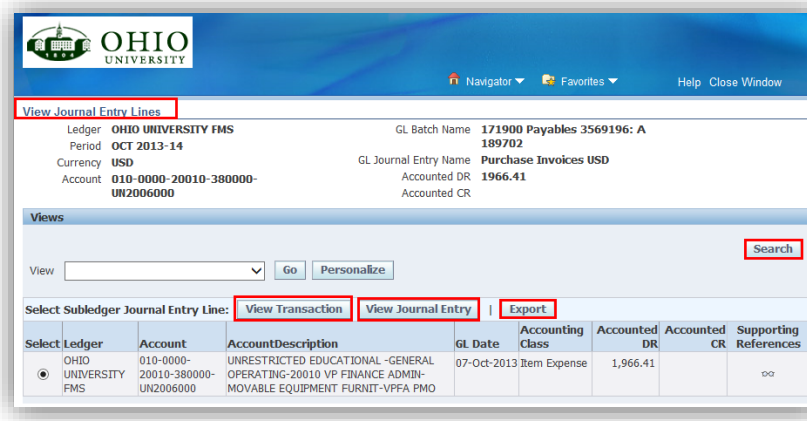 OHIO
UNIVERSITY
1804
Navigator Favorites Help Close Window
View Journal Entry Lines
Ledger OHIO UNIVERSITY FMS GL Batch Name 171900 Payables 3569196: A
189702
Period OCT 2013-14
Currency USD GL Journal Entry Name Purchase Invoices USD
Account 010-0000-20010-380000- Accounted DR 1966.41
UN2006000 Accounted CR
Views
Search
View Go Personalize
Select Subledger Journal Entry Line: View Transaction View Journal Entry | Export
Select Ledger Account AccountDescription GL Date Accounting Class Accounted DR Accounted CR Supporting References
OHIO 010-0000- UNRESTRICTED EDUCATIONAL -GENERAL 07-Oct-2013 Item Expense 1,966.41
UNIVERSITY 20010-380000- OPERATING-20010 VP FINANCE ADMIN-
FMS UN2006000 MOVABLE EQUIPMENT FURNIT-VPFA PMO